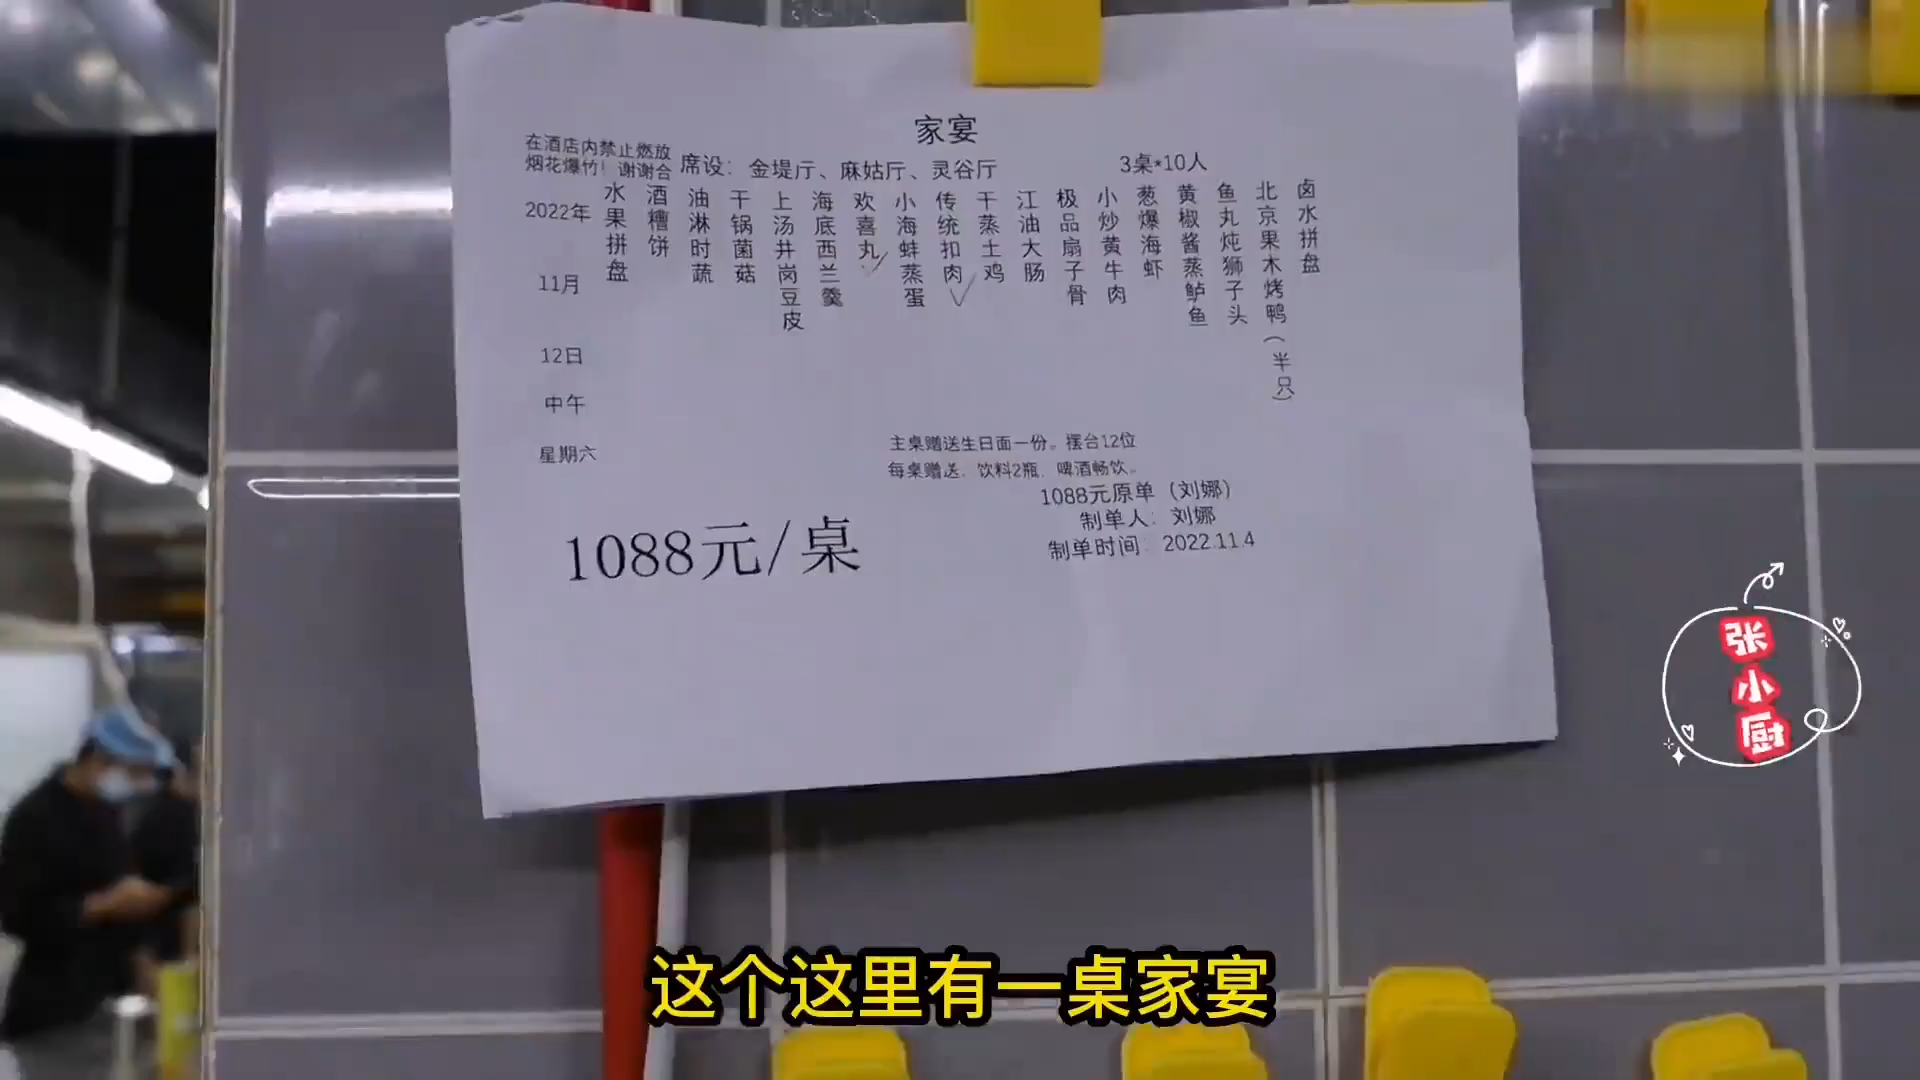 家宴
在酒店内禁止燃放
烟花爆竹！谢谢合
席设：金堤厅、麻姑厅、灵谷厅
3桌*10人
2022年
11月
12日
中午
星期六
卤水拼盘
北京果木烤鸭（半只）
鱼丸炖狮子头
黄椒酱蒸鲈鱼
葱爆海虾
小炒黄牛肉
极品扇子骨
江油大肠
干蒸土鸡
传统扣肉
小海蚌蒸蛋
欢喜丸
海底西兰羹
上汤井岗豆皮
干锅菌菇
油淋时蔬
酒糟饼
水果拼盘
主桌赠送生日面一份。摆台12位
每桌赠送：饮料2瓶，啤酒畅饮。
1088元原单（刘娜）
制单人：刘娜
制单时间：2022.11.4
1088元/桌
张小厨
这个这里有一桌家宴